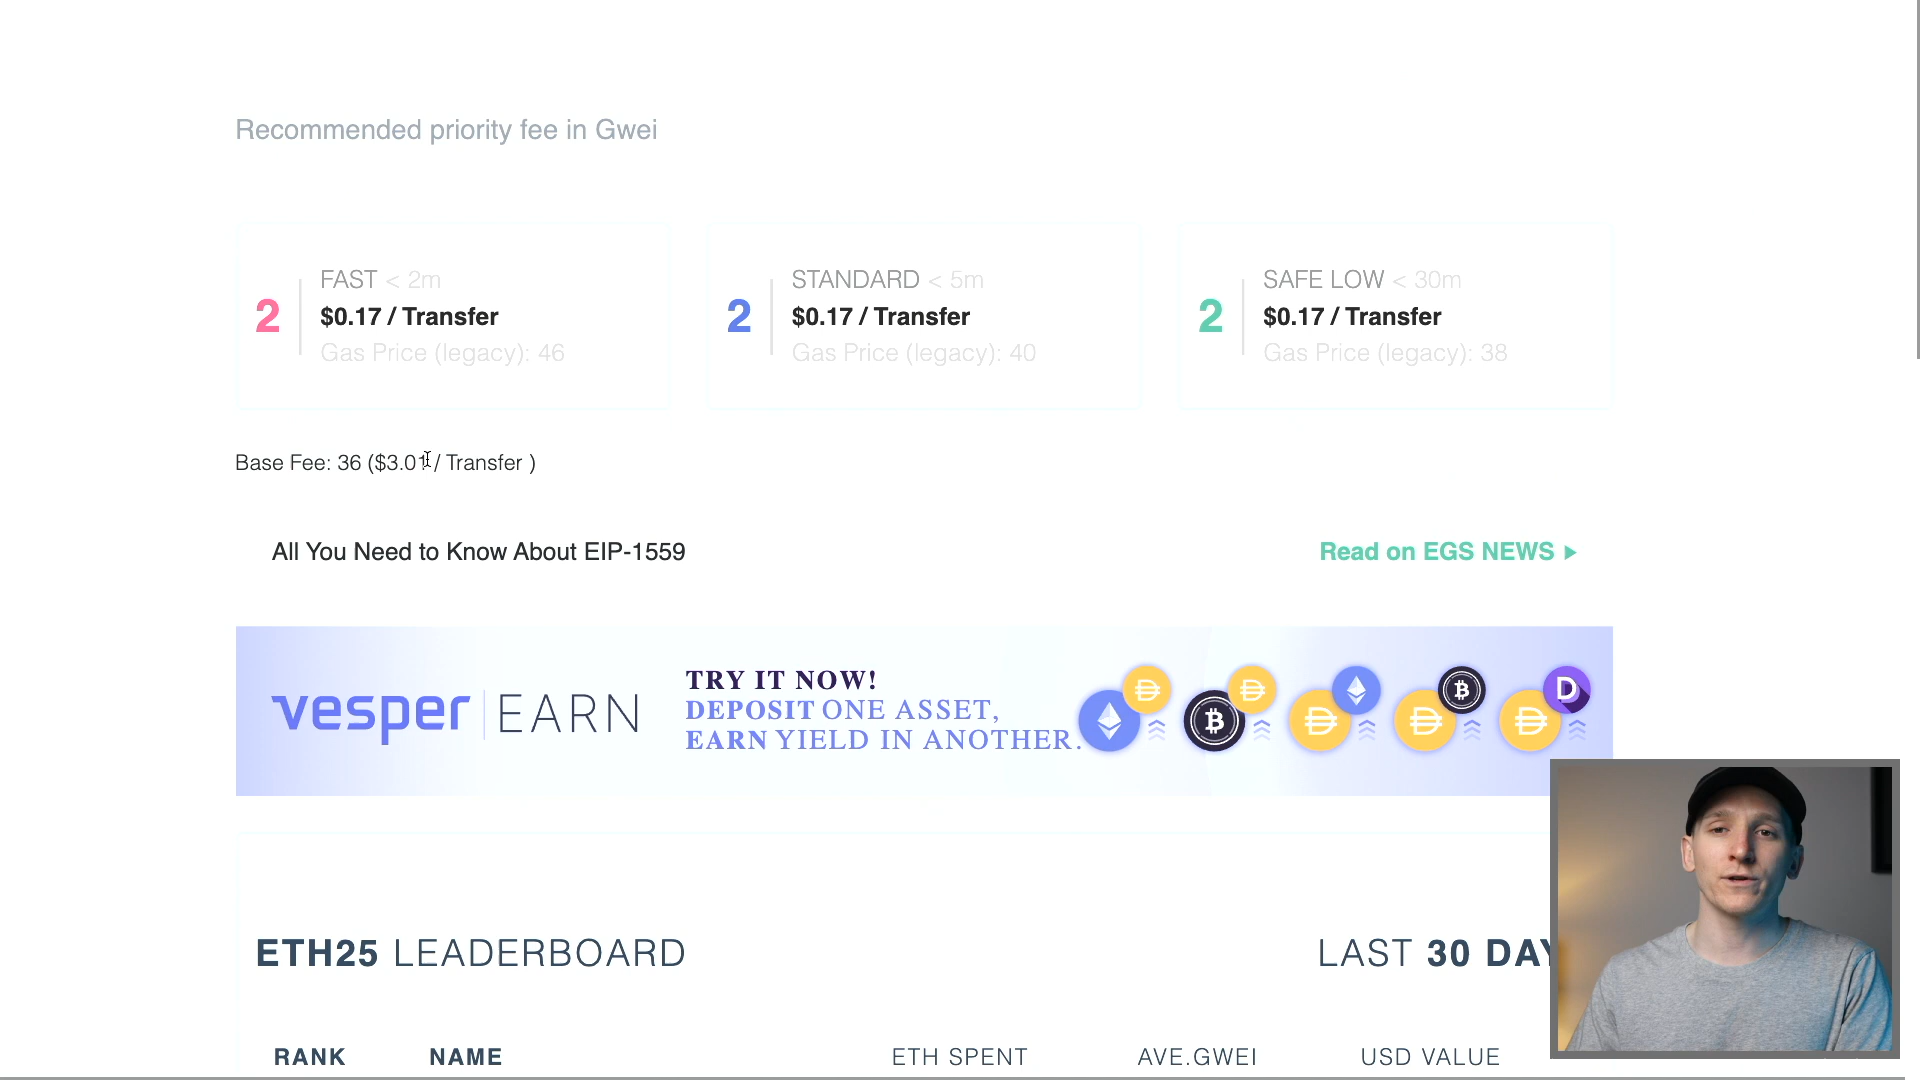 Recommended priority fee in Gwei
2
FAST < 2m
$0.17 / Transfer
Gas Price (legacy): 46
2
STANDARD < 5m
$0.17 / Transfer
Gas Price (legacy): 40
2
SAFE LOW < 30m
$0.17 / Transfer
Gas Price (legacy): 38
Base Fee: 36 ($3.01 / Transfer )
All You Need to Know About EIP-1559
Read on EGS NEWS
vesper EARN
TRY IT NOW!
DEPOSIT ONE ASSET,
EARN YIELD IN ANOTHER.
ETH25 LEADERBOARD
LAST 30 DAY
RANK NAME ETH SPENT AVE.GWEI USD VALUE